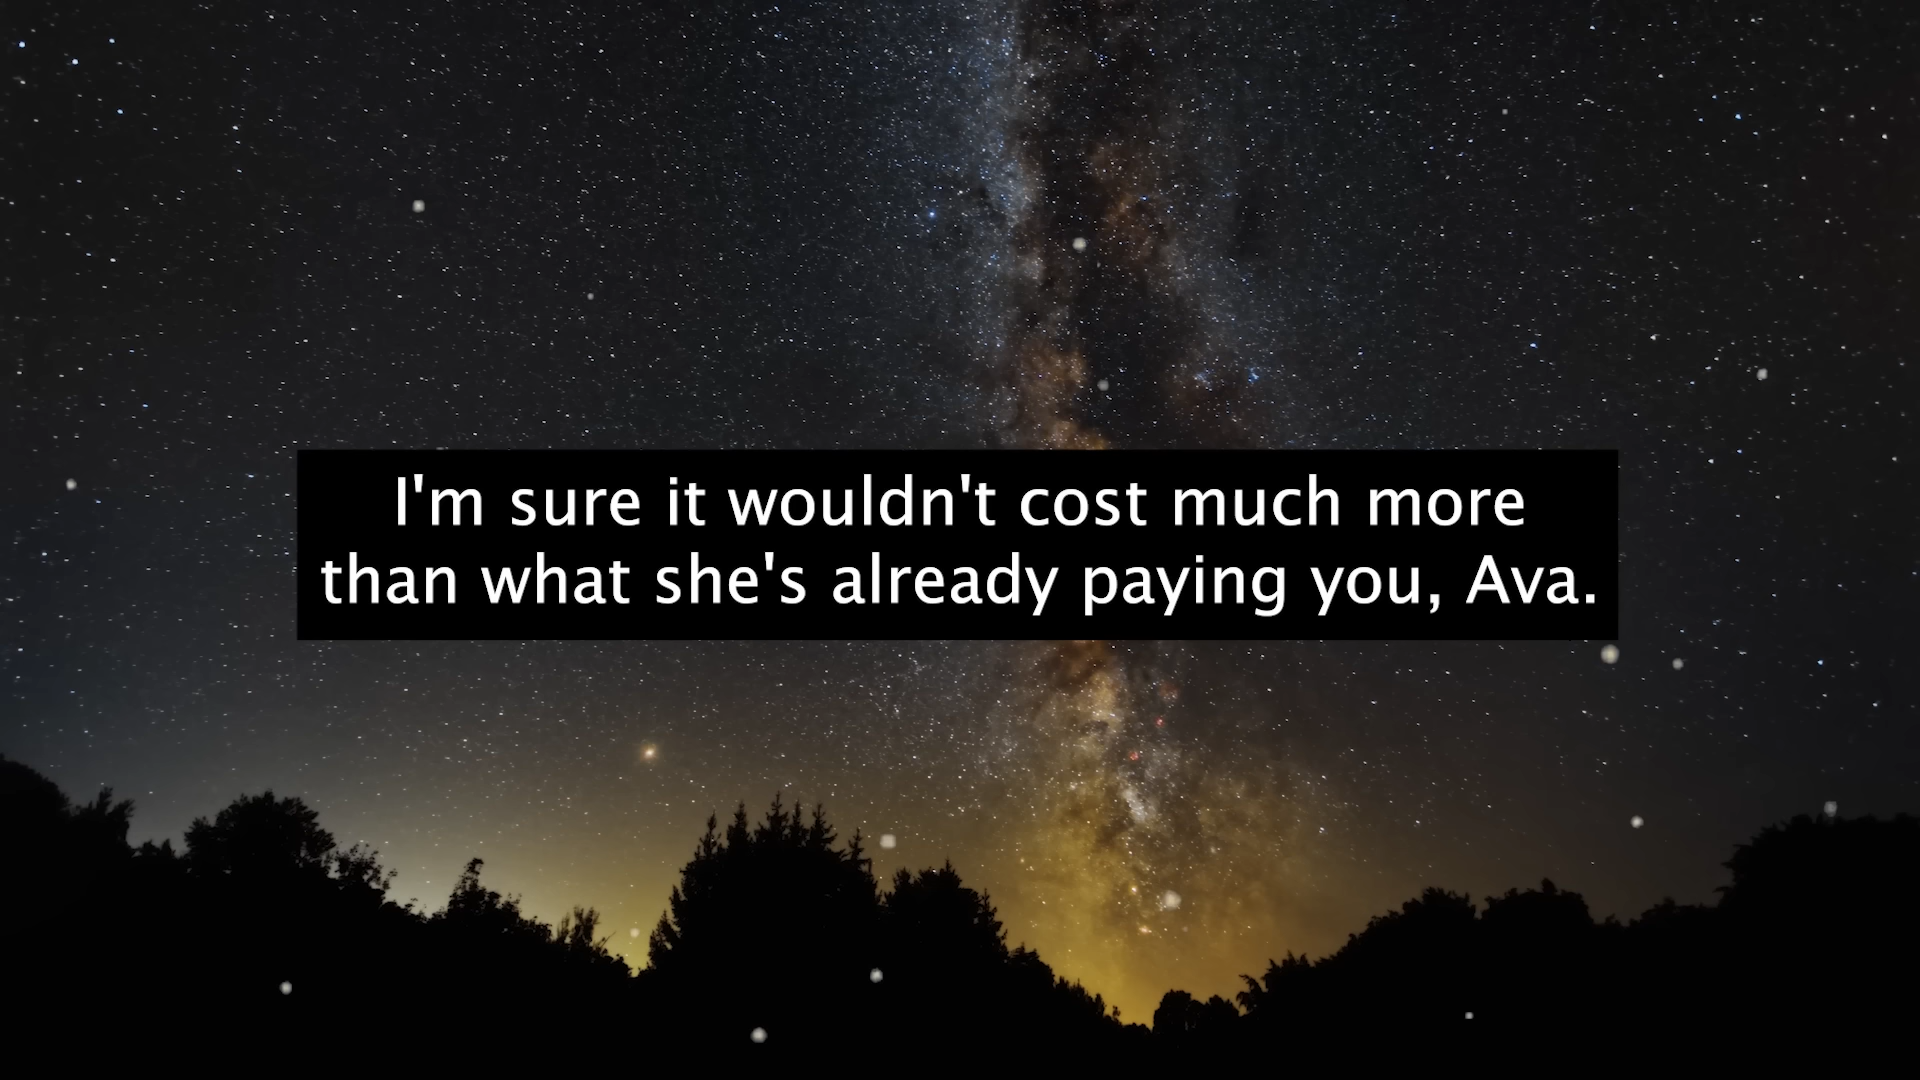 I'm sure it wouldn't cost much more
than what she's already paying you, Ava.